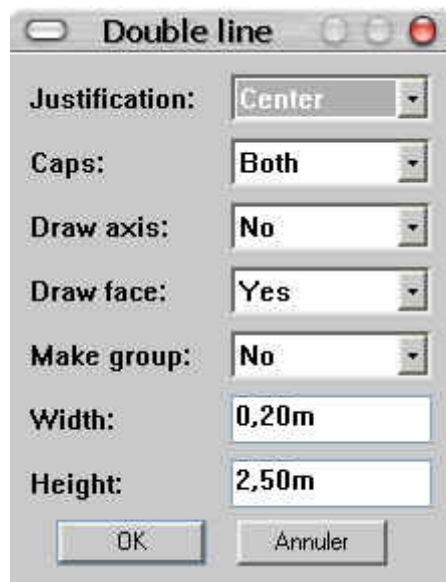 Double line
Justification: Center
Caps: Both
Draw axis: No
Draw face: Yes
Make group: No
Width: 0,20m
Height: 2,50m
OK Annuler